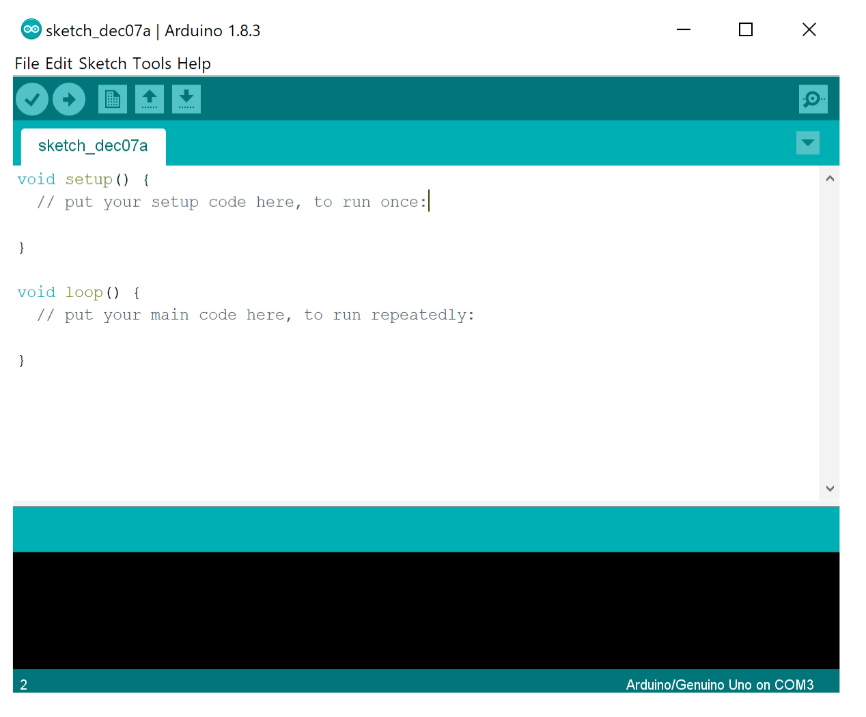 sketch_dec07a | Arduino 1.8.3
File Edit Sketch Tools Help
sketch_dec07a
void setup() {
  // put your setup code here, to run once:
}
void loop() {
  // put your main code here, to run repeatedly:
}
2
Arduino/Genuino Uno on COM3